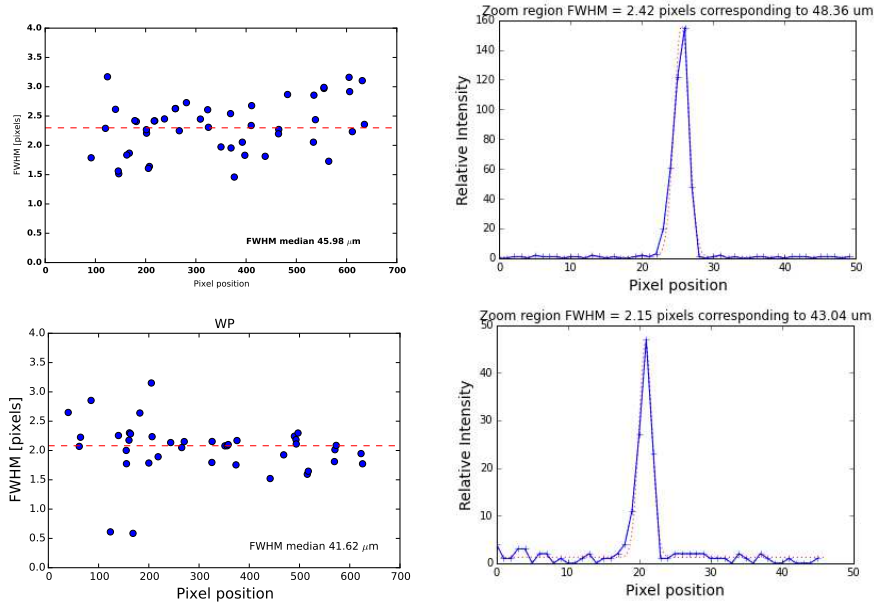 4.0
3.5
3.0
2.5
2.0
1.5
1.0
0.5
0.0
FWHM [pixels]
FWHM median 45.98 μm
0 100 200 300 400 500 600 700
Pixel position
Zoom region FWHM = 2.42 pixels corresponding to 48.36 um
160
140
120
100
80
60
40
20
0
Relative Intensity
0 10 20 30 40 50
Pixel position
WP
4.0
3.5
3.0
2.5
2.0
1.5
1.0
0.5
0.0
FWHM [pixels]
FWHM median 41.62 μm
0 100 200 300 400 500 600 700
Pixel position
Zoom region FWHM = 2.15 pixels corresponding to 43.04 um
50
40
30
20
10
0
Relative Intensity
0 10 20 30 40 50
Pixel position